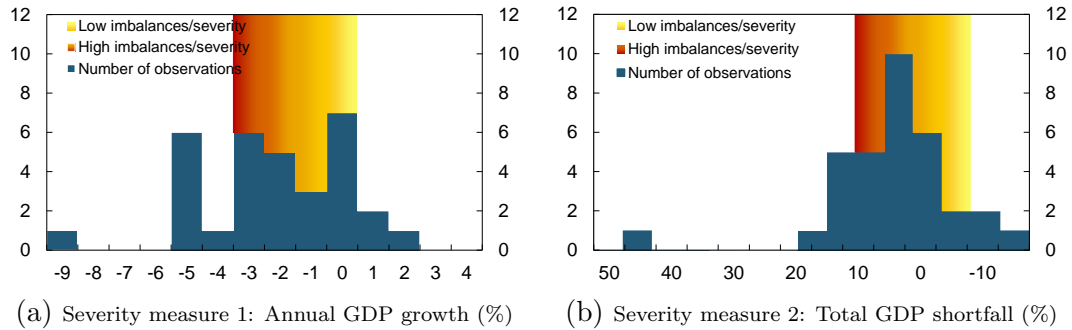 12 12
Low imbalances/severity
10 High imbalances/severity 10
Number of observations
8 8
6 6
4 4
2 2
0 0
-9 -8 -7 -6 -5 -4 -3 -2 -1 0 1 2 3 4
(a) Severity measure 1: Annual GDP growth (%)
12 12
Low imbalances/severity
10 High imbalances/severity 10
Number of observations
8 8
6 6
4 4
2 2
0 0
50 40 30 20 10 0 -10
(b) Severity measure 2: Total GDP shortfall (%)